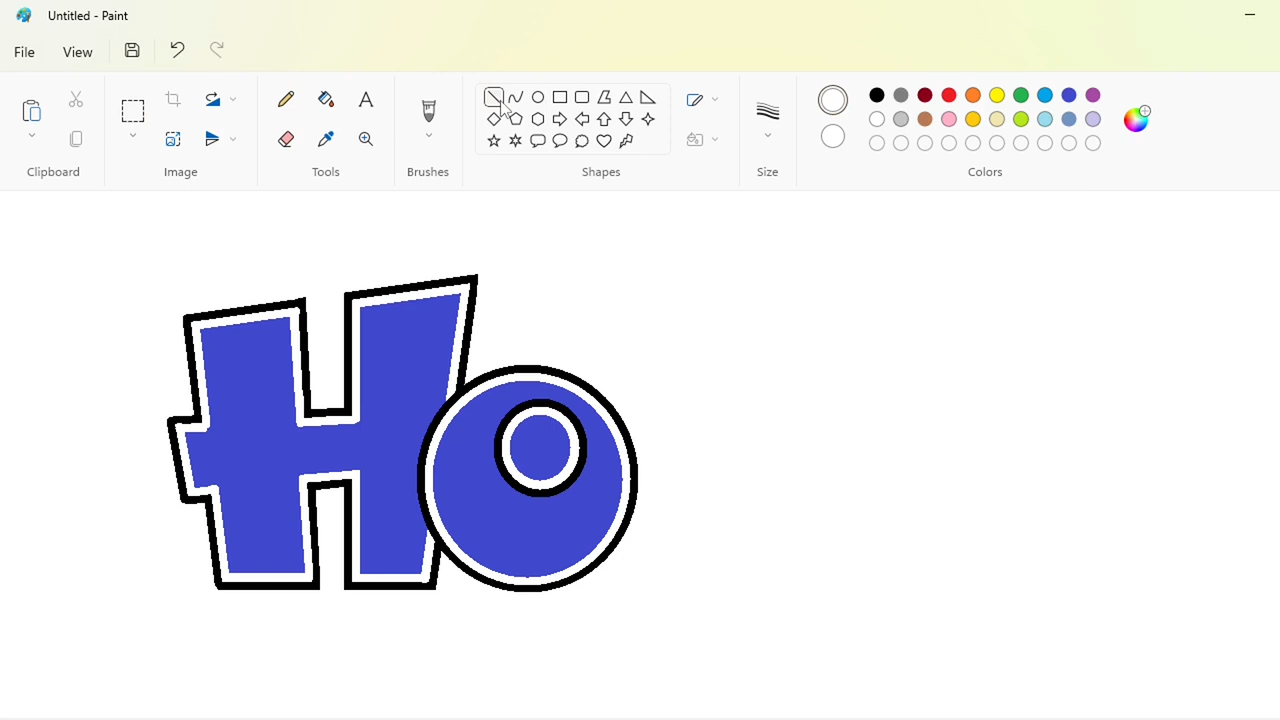 Untitled - Paint
File
View
Clipboard
Image
Tools
Brushes
Shapes
Size
Colors
Ho